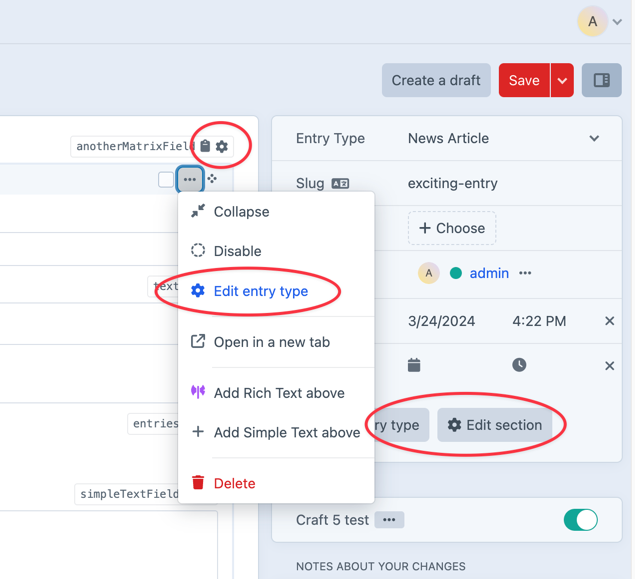 A
Create a draft
Save
anotherMatrixField
Entry Type
News Article
Slug
exciting-entry
Collapse
Choose
Disable
A
admin
text
Edit entry type
3/24/2024
4:22 PM
Open in a new tab
Add Rich Text above
entries
ry type
Edit section
Add Simple Text above
Delete
simpleTextField
Craft 5 test
NOTES ABOUT YOUR CHANGES